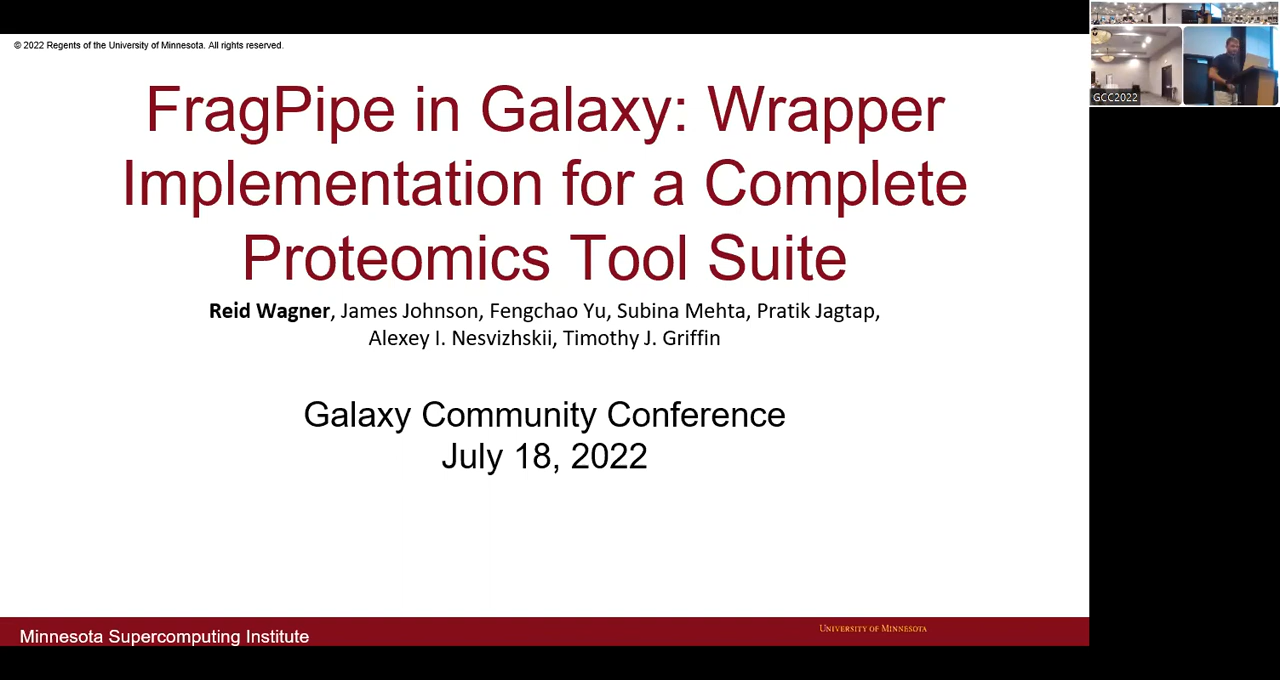 © 2022 Regents of the University of Minnesota. All rights reserved.
FragPipe in Galaxy: Wrapper
Implementation for a Complete
Proteomics Tool Suite
Reid Wagner, James Johnson, Fengchao Yu, Subina Mehta, Pratik Jagtap,
Alexey I. Nesvizhskii, Timothy J. Griffin
Galaxy Community Conference
July 18, 2022
Minnesota Supercomputing Institute
UNIVERSITY OF MINNESOTA
GCC2022